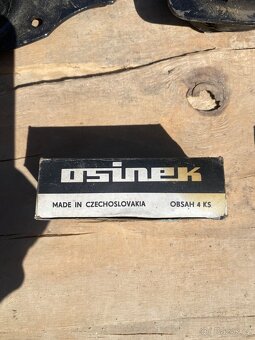 osinek
MADE IN CZECHOSLOVAKIA OBSAH 4 KS